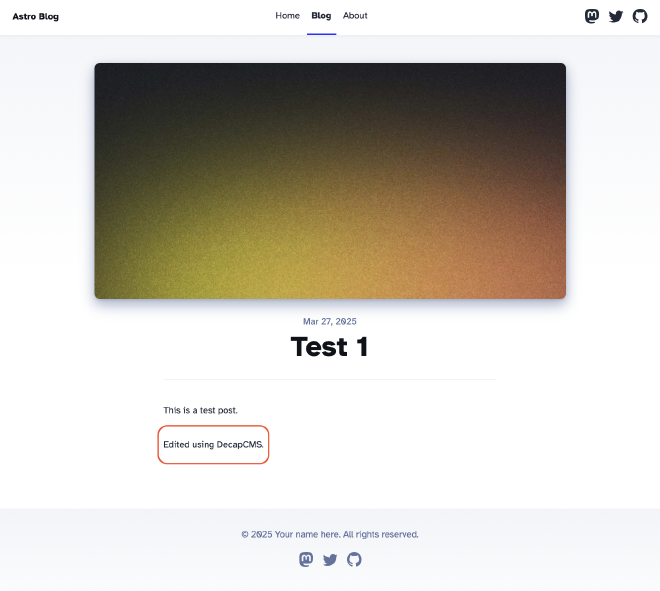 Astro Blog
Home Blog About
Mar 27, 2025
Test 1
This is a test post.
Edited using DecapCMS.
© 2025 Your name here. All rights reserved.